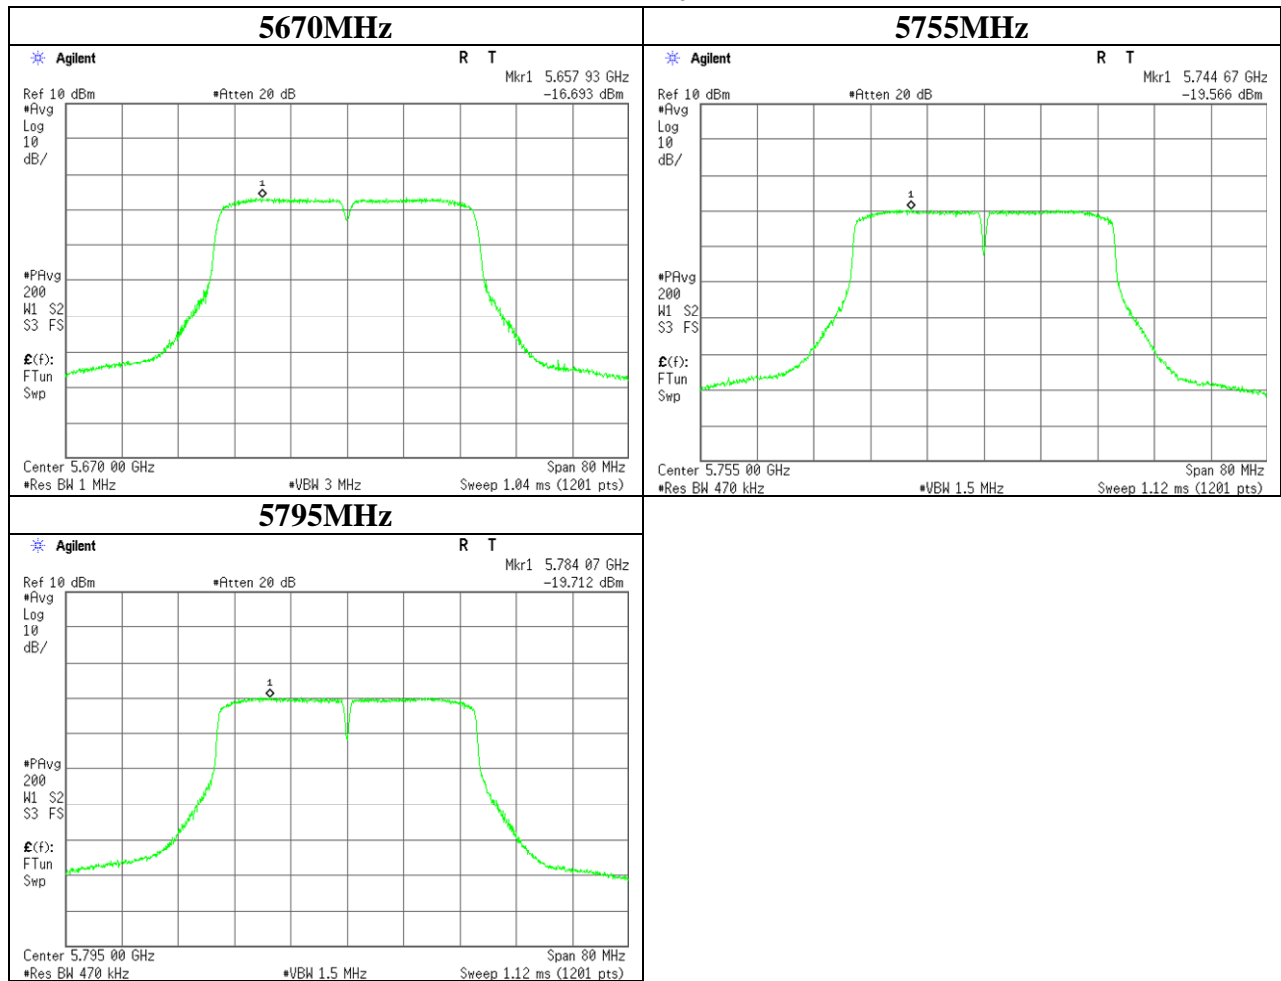 5670MHz
Agilent R T
Mkr1 5.657 93 GHz
Ref 10 dBm #Atten 20 dB -16.693 dBm
#Avg
Log
10
dB/
1
#PAvg
200
W1 S2
S3 FS
£(f):
FTun
Swp
Center 5.670 00 GHz Span 80 MHz
#Res BW 1 MHz #VBW 3 MHz Sweep 1.04 ms (1201 pts)
5755MHz
Agilent R T
Mkr1 5.744 67 GHz
Ref 10 dBm #Atten 20 dB -19.566 dBm
#Avg
Log
10
dB/
1
#PAvg
200
W1 S2
S3 FS
£(f):
FTun
Swp
Center 5.755 00 GHz Span 80 MHz
#Res BW 470 kHz #VBW 1.5 MHz Sweep 1.12 ms (1201 pts)
5795MHz
Agilent R T
Mkr1 5.784 07 GHz
Ref 10 dBm #Atten 20 dB -19.712 dBm
#Avg
Log
10
dB/
1
#PAvg
200
W1 S2
S3 FS
£(f):
FTun
Swp
Center 5.795 00 GHz Span 80 MHz
#Res BW 470 kHz #VBW 1.5 MHz Sweep 1.12 ms (1201 pts)